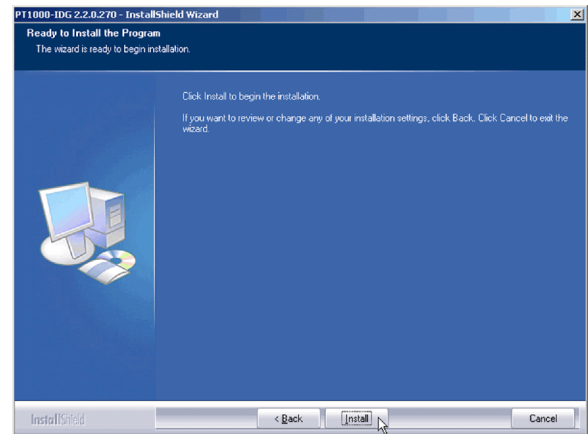 PT1000-IDG 2.2.0.270 - InstallShield Wizard
Ready to Install the Program
The wizard is ready to begin installation.
Click Install to begin the installation.
If you want to review or change any of your installation settings, click Back. Click Cancel to exit the
wizard.
InstallShield
< Back
Install
Cancel